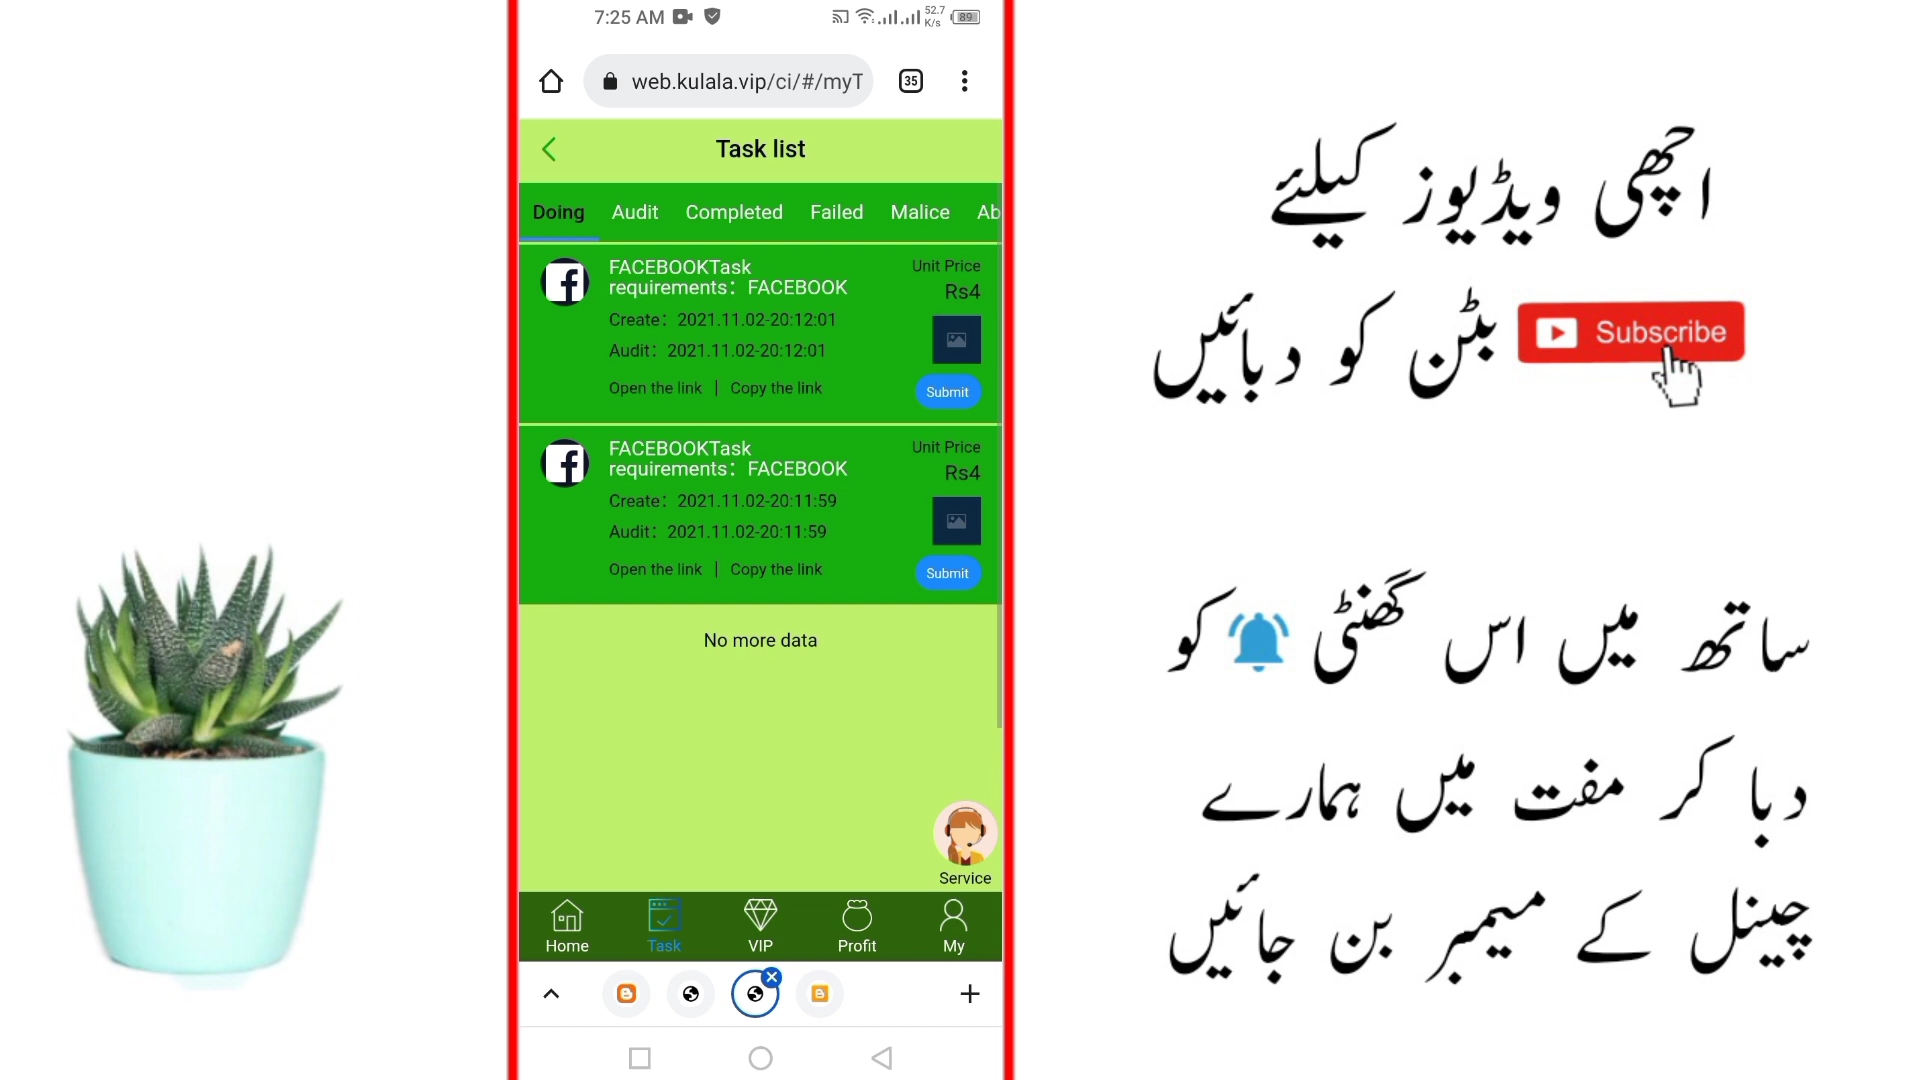 7:25 AM
52.7 K/s
89
web.kulala.vip/ci/#/myT
35
Task list
Doing Audit Completed Failed Malice Ab
FACEBOOKTask
requirements：FACEBOOK
Unit Price
Rs4
Create：2021.11.02-20:12:01
Audit：2021.11.02-20:12:01
Open the link | Copy the link
Submit
FACEBOOKTask
requirements：FACEBOOK
Unit Price
Rs4
Create：2021.11.02-20:11:59
Audit：2021.11.02-20:11:59
Open the link | Copy the link
Submit
No more data
Service
Home Task VIP Profit My
اچھی ویڈیوز کیلئے
Subscribe بٹن کو دبائیں
ساتھ میں اس گھنٹی کو
دبا کر مفت میں ہمارے
چینل کے میمبر بن جائیں